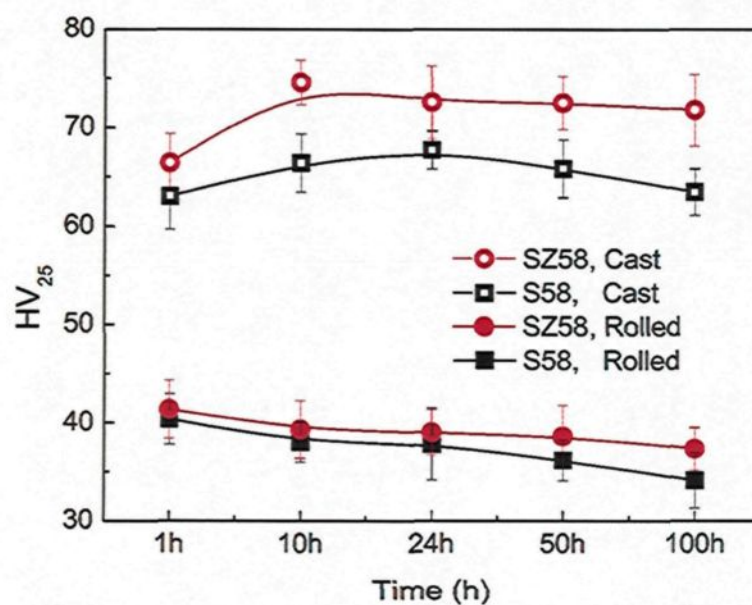 80
70
60
50
40
30
HV25
SZ58, Cast
S58, Cast
SZ58, Rolled
S58, Rolled
1h 10h 24h 50h 100h
Time (h)